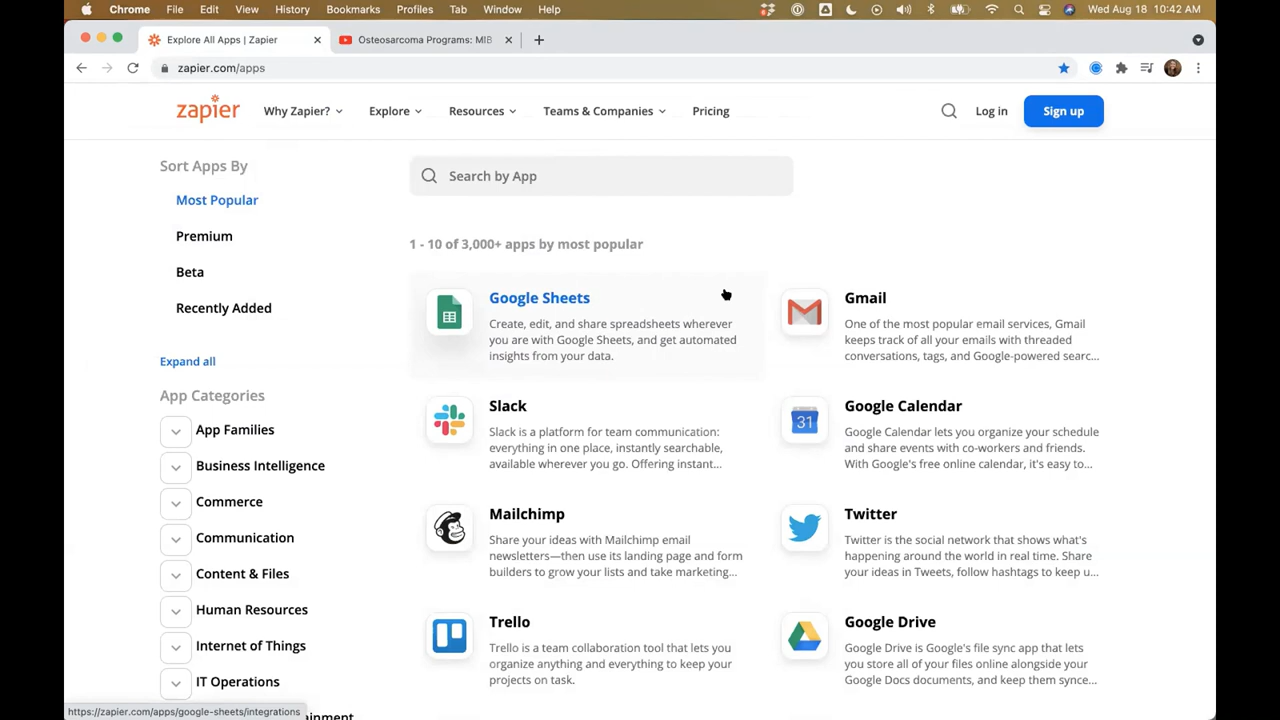 Chrome File Edit View History Bookmarks Profiles Tab Window Help Wed Aug 18 10:42 AM
Explore All Apps | Zapier
Osteosarcoma Programs: MIB
zapier.com/apps
zapier Why Zapier? Explore Resources Teams & Companies Pricing Log in Sign up
Sort Apps By
Most Popular
Premium
Beta
Recently Added
Expand all
App Categories
App Families
Business Intelligence
Commerce
Communication
Content & Files
Human Resources
Internet of Things
IT Operations
Search by App
1 - 10 of 3,000+ apps by most popular
Google Sheets
Create, edit, and share spreadsheets wherever
you are with Google Sheets, and get automated
insights from your data.
Gmail
One of the most popular email services, Gmail
keeps track of all your emails with threaded
conversations, tags, and Google-powered searc...
Slack
Slack is a platform for team communication:
everything in one place, instantly searchable,
available wherever you go. Offering instant...
31
Google Calendar
Google Calendar lets you organize your schedule
and share events with co-workers and friends.
With Google's free online calendar, it's easy to...
Mailchimp
Share your ideas with Mailchimp email
newsletters—then use its landing page and form
builders to grow your lists and take marketing...
Twitter
Twitter is the social network that shows what's
happening around the world in real time. Share
your ideas in Tweets, follow hashtags to keep u...
Trello
Trello is a team collaboration tool that lets you
organize anything and everything to keep your
projects on task.
Google Drive
Google Drive is Google's file sync app that lets
you store all of your files online alongside your
Google Docs documents, and keep them synce...
https://zapier.com/apps/google-sheets/integrations